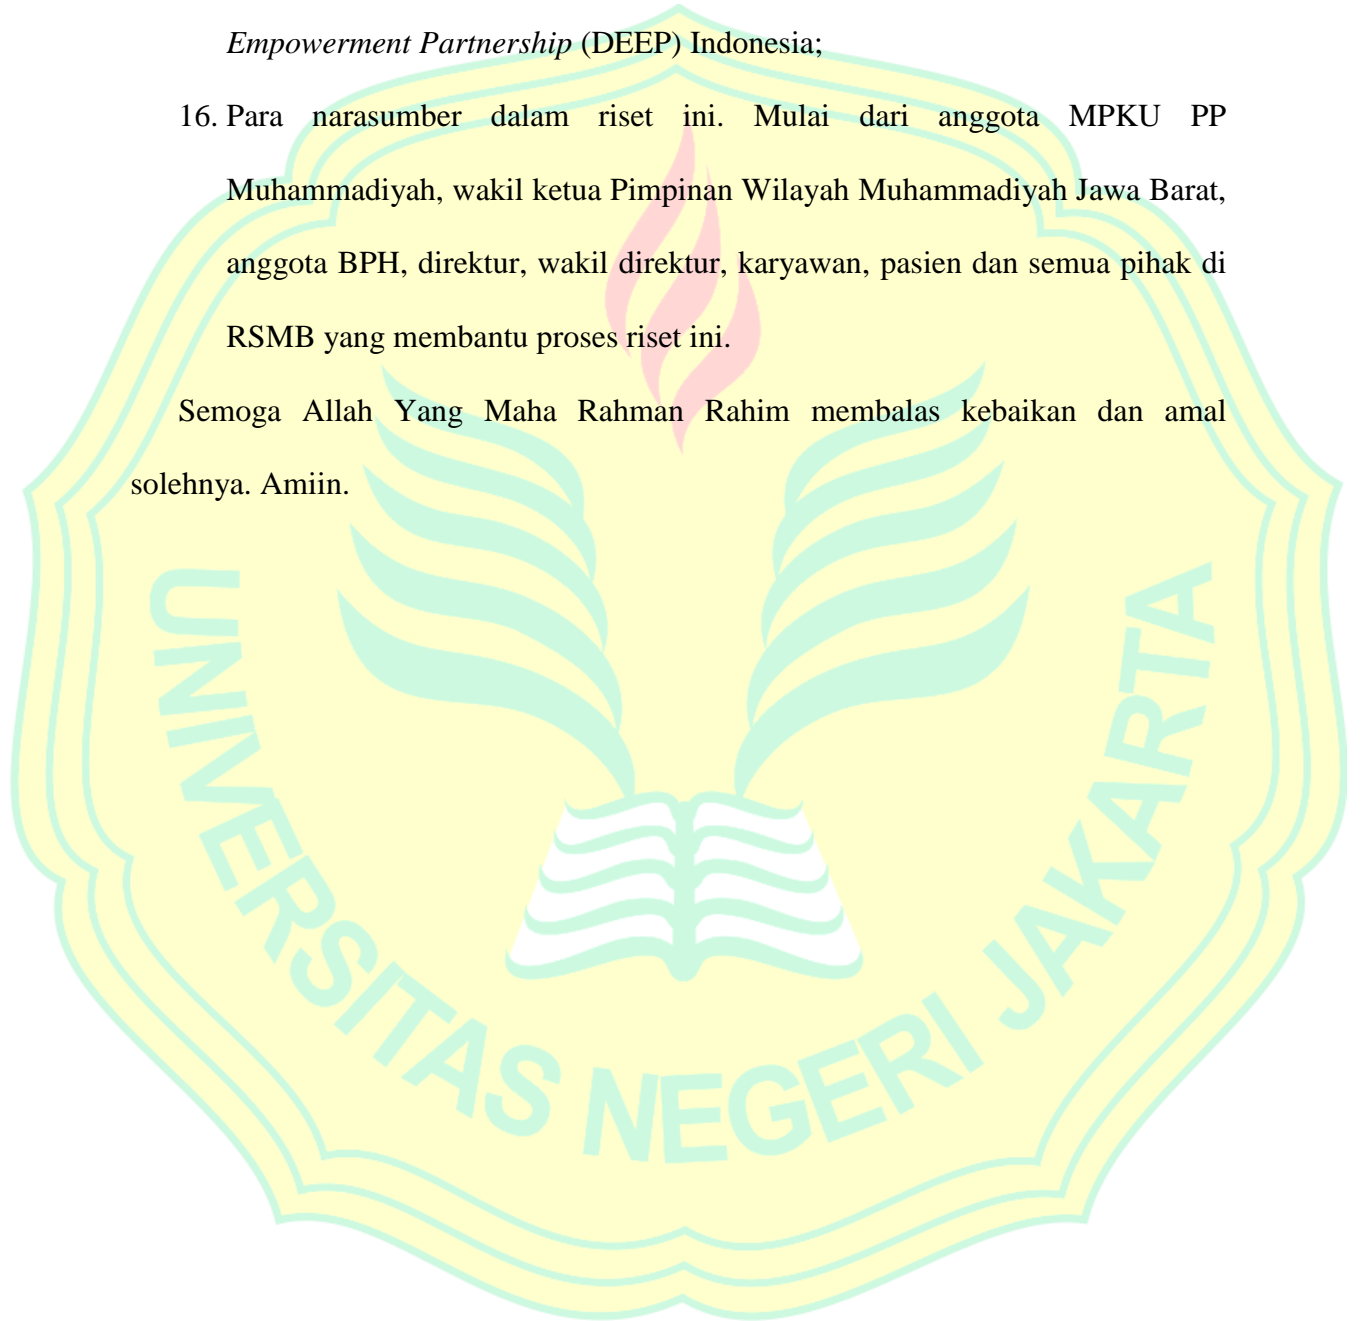 Empowerment Partnership (DEEP) Indonesia;
16. Para narasumber dalam riset ini. Mulai dari anggota MPKU PP
Muhammadiyah, wakil ketua Pimpinan Wilayah Muhammadiyah Jawa Barat,
anggota BPH, direktur, wakil direktur, karyawan, pasien dan semua pihak di
RSMB yang membantu proses riset ini.
Semoga Allah Yang Maha Rahman Rahim membalas kebaikan dan amal
solehnya. Amiin.
UNIVERSITAS NEGERI JAKARTA